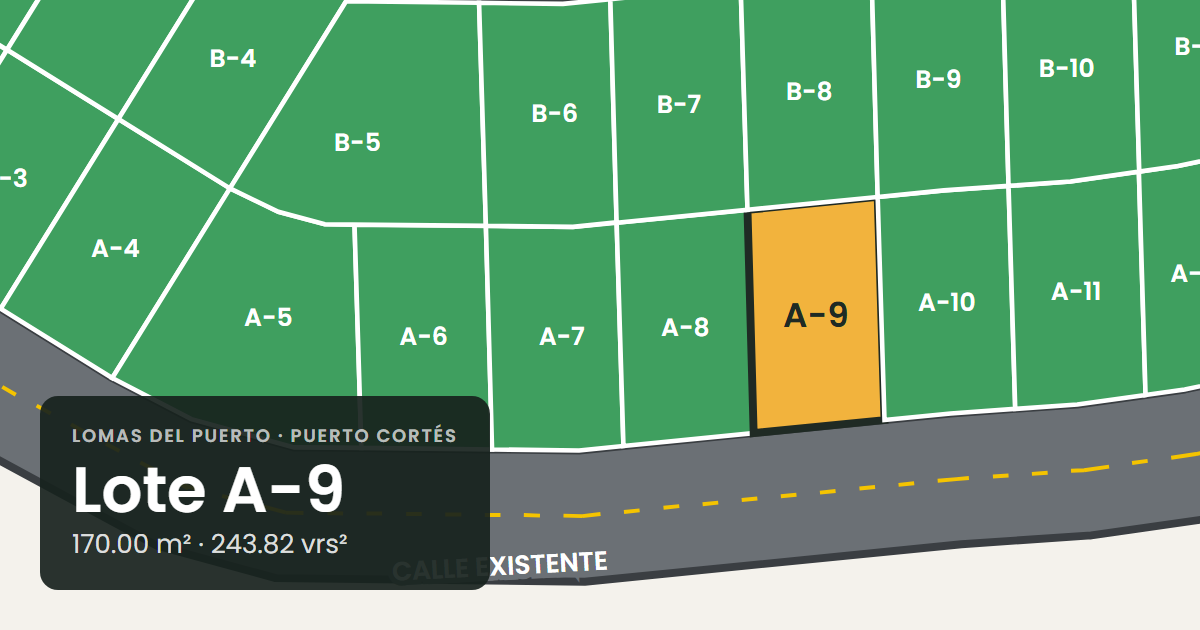 B-4
B-5
B-6
B-7
B-8
B-9
B-10
B-
-3
A-4
A-5
A-6
A-7
A-8
A-9
A-10
A-11
A-
LOMAS DEL PUERTO · PUERTO CORTÉS
Lote A-9
170.00 m² · 243.82 vrs²
CALLE EXISTENTE